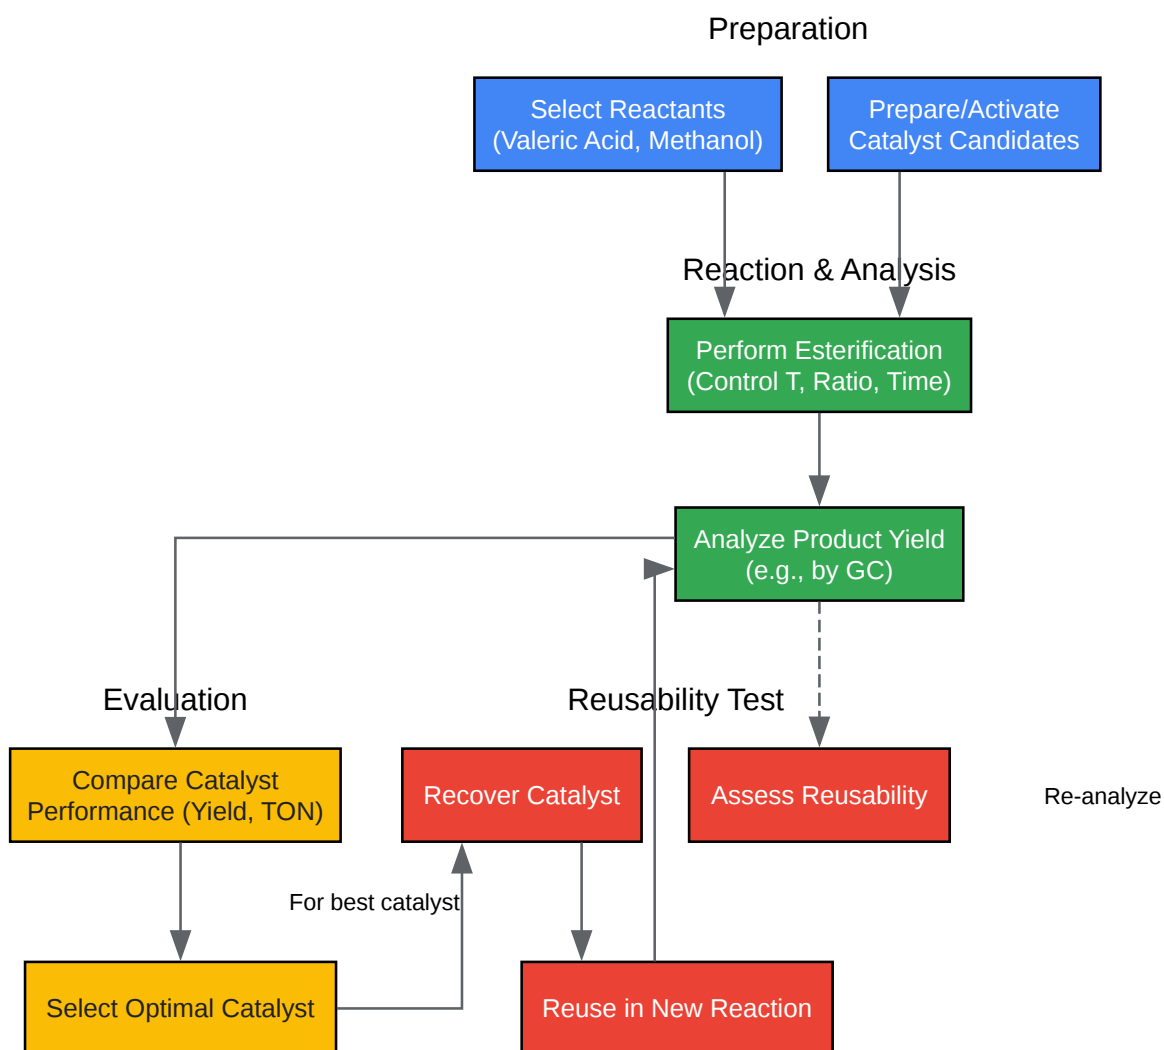 Preparation
Select Reactants
(Valeric Acid, Methanol)
Prepare/Activate
Catalyst Candidates
Reaction & Analysis
Perform Esterification
(Control T, Ratio, Time)
Analyze Product Yield
(e.g., by GC)
Evaluation
Reusability Test
Compare Catalyst
Performance (Yield, TON)
Recover Catalyst
Assess Reusability
Re-analyze
For best catalyst
Select Optimal Catalyst
Reuse in New Reaction